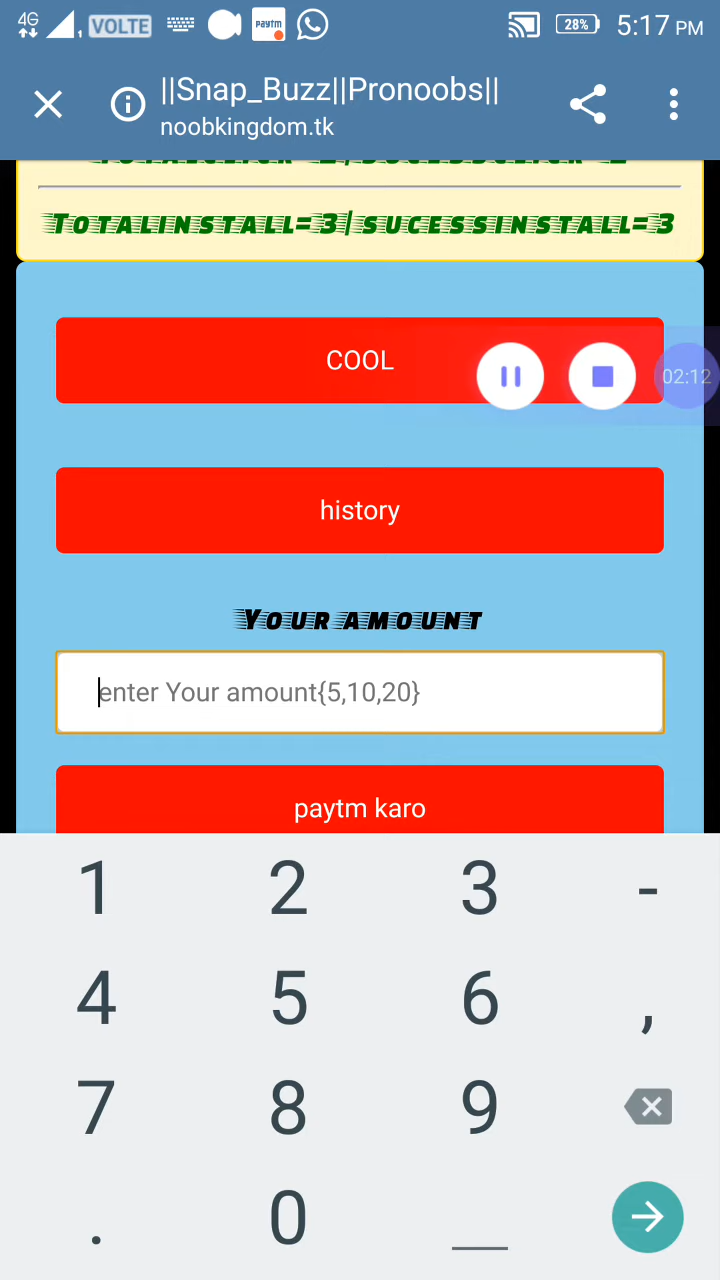 4G VOLTE paytm 28% 5:17 PM
||Snap_Buzz||Pronoobs||
noobkingdom.tk
TOTALINSTALL=3/SUCESSINSTALL=3
COOL
02:12
history
YOUR AMOUNT
enter Your amount{5,10,20}
paytm karo
1 2 3 -
4 5 6 ,
7 8 9
. 0